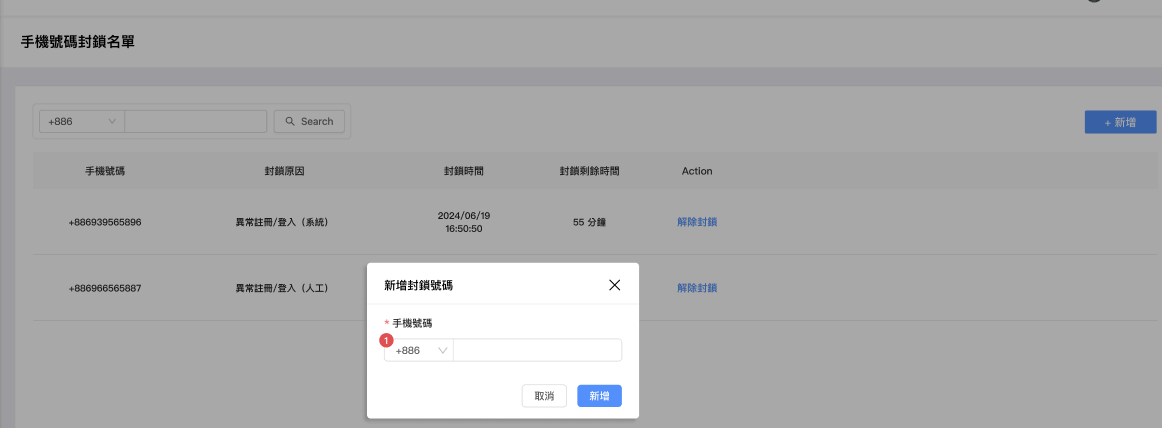 手機號碼封鎖名單
+886
Search
+ 新增
手機號碼 封鎖原因 封鎖時間 封鎖剩餘時間 Action
+886939565896 異常註冊/登入（系統） 2024/06/19 16:50:50 55 分鐘 解除封鎖
+886966565887 異常註冊/登入（人工） 解除封鎖
新增封鎖號碼
* 手機號碼
1
+886
取消 新增